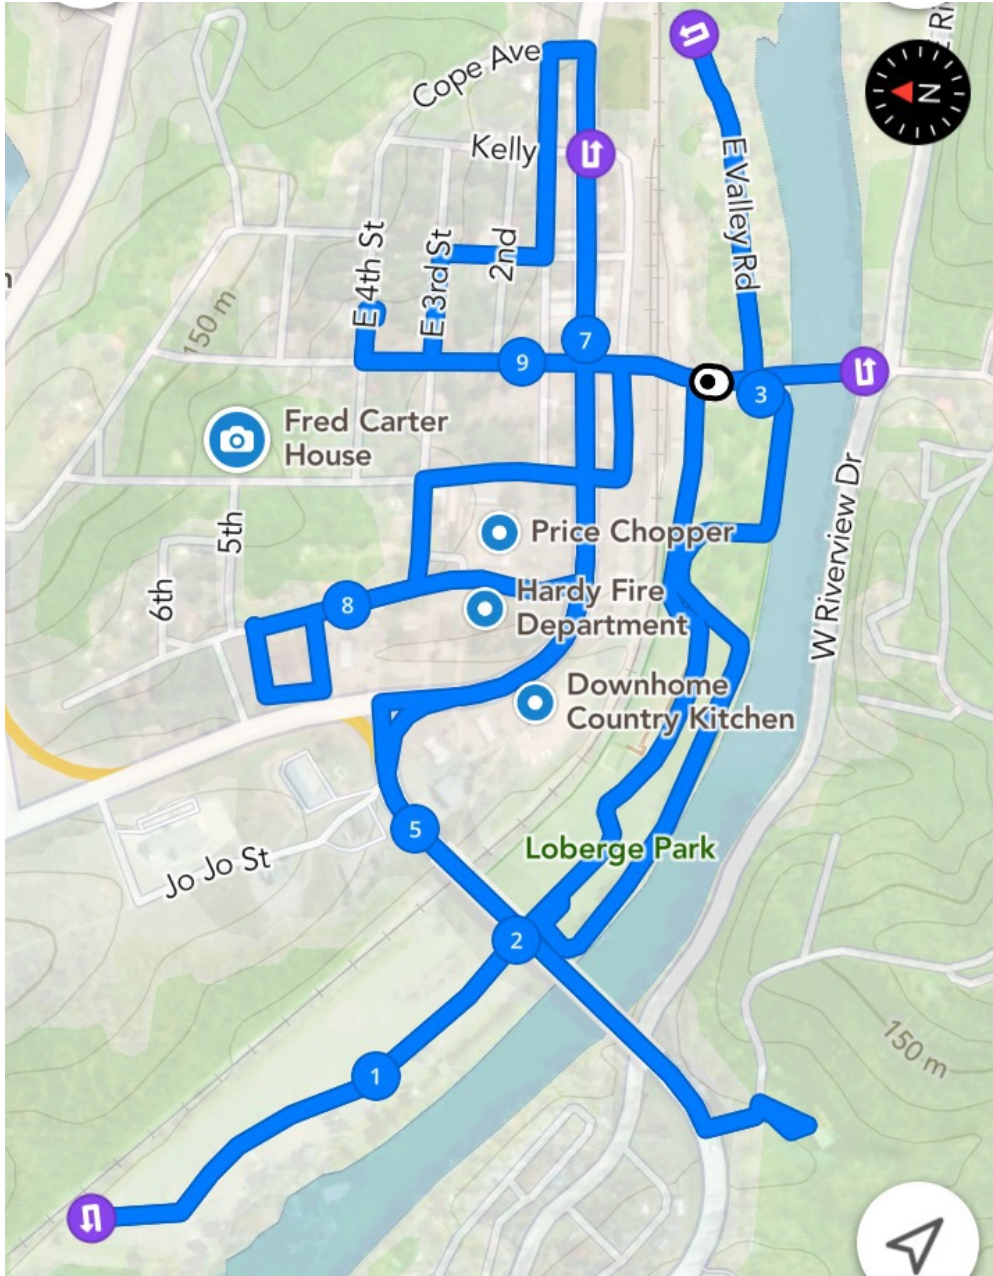 Cope Ave
E Ri
N
Kelly
E Valley Rd
E 4th St
E 3rd St
2nd
150 m
7
9
3
Fred Carter
House
W Riverview Dr
5th
Price Chopper
6th
8
Hardy Fire
Department
Downhome
Country Kitchen
5
Loberge Park
Jo Jo St
2
150 m
1